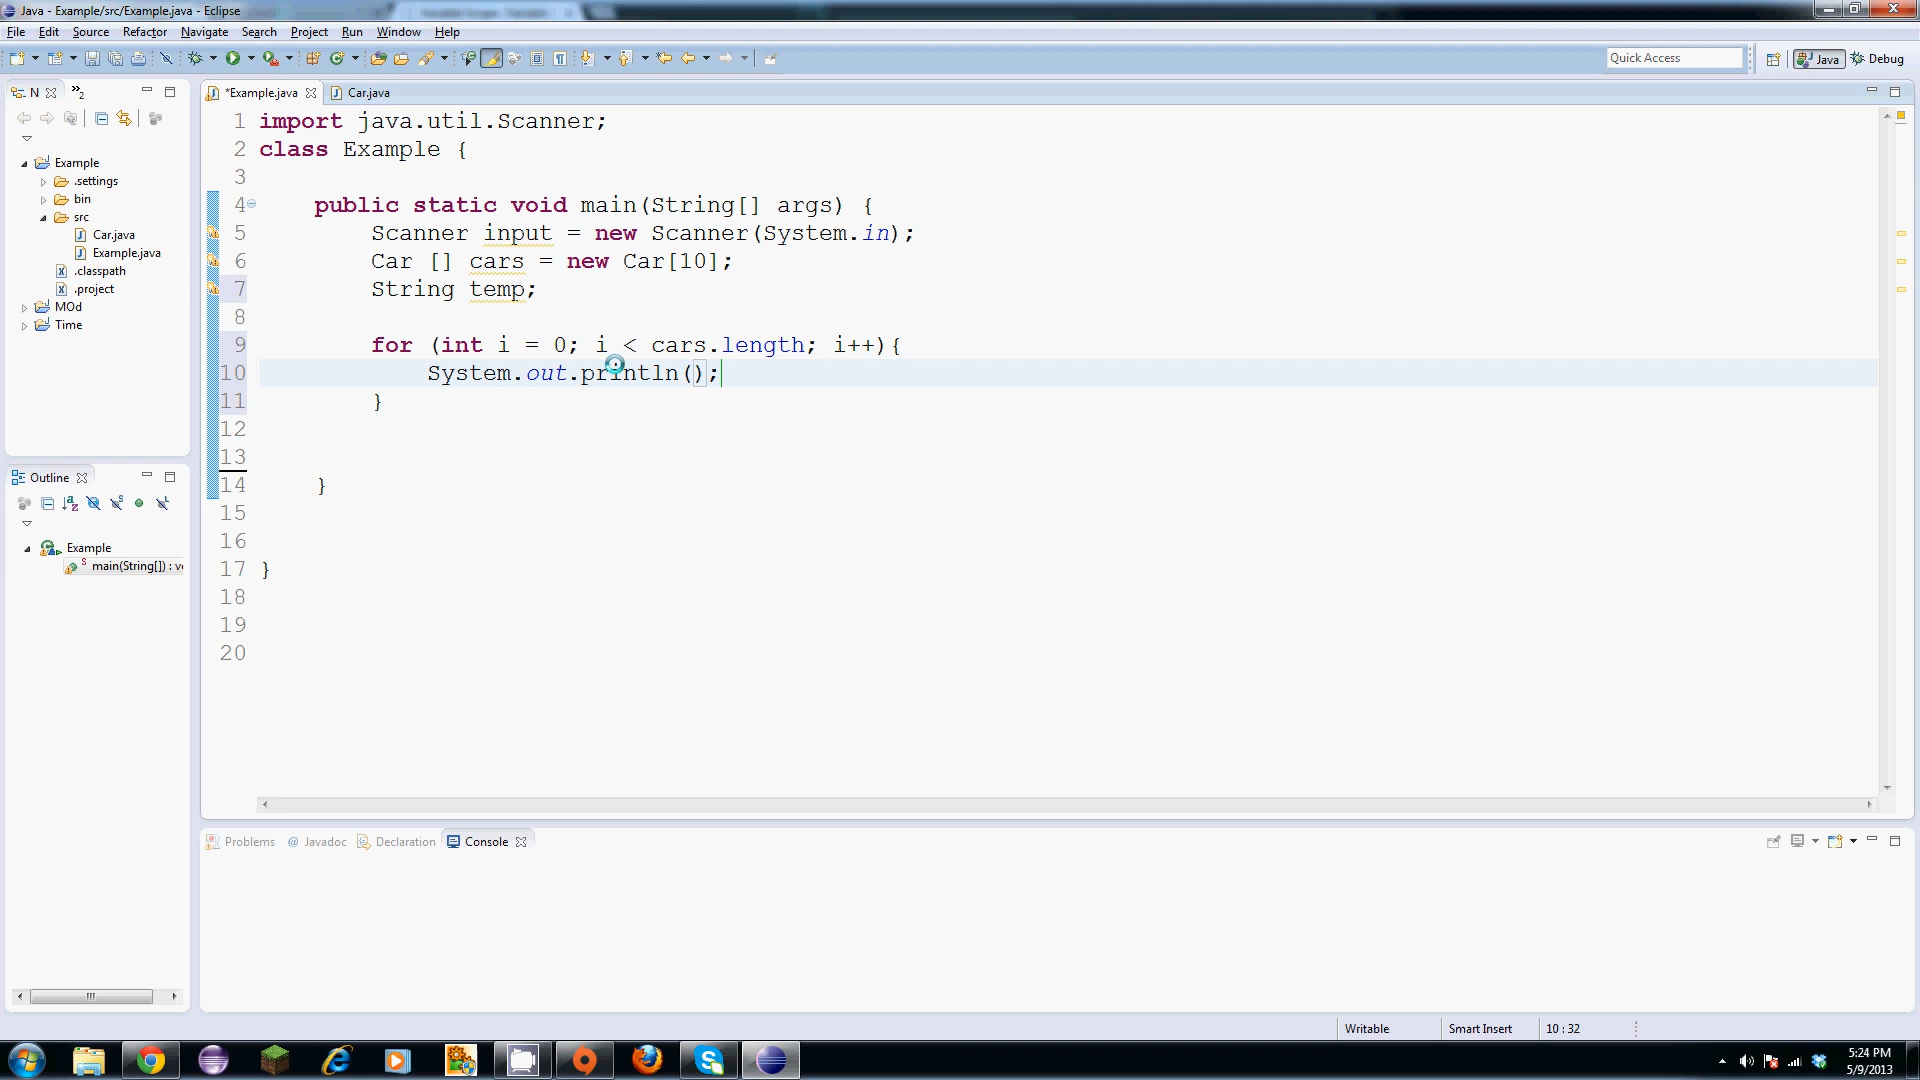 Java - Example/src/Example.java - Eclipse
File Edit Source Refactor Navigate Search Project Run Window Help
Quick Access
Java
Debug
N
»2
*Example.java
Car.java
Example
.settings
bin
src
Car.java
Example.java
.classpath
.project
MOd
Time
1 import java.util.Scanner;
2 class Example {
3
4 public static void main(String[] args) {
5 Scanner input = new Scanner(System.in);
6 Car [] cars = new Car[10];
7 String temp;
8
9 for (int i = 0; i < cars.length; i++){
10 System.out.println();
11 }
12
13
14 }
15
16
17 }
18
19
20
Outline
Example
main(String[]) : vo
Problems @ Javadoc Declaration Console
Writable Smart Insert 10 : 32
5:24 PM
5/9/2013